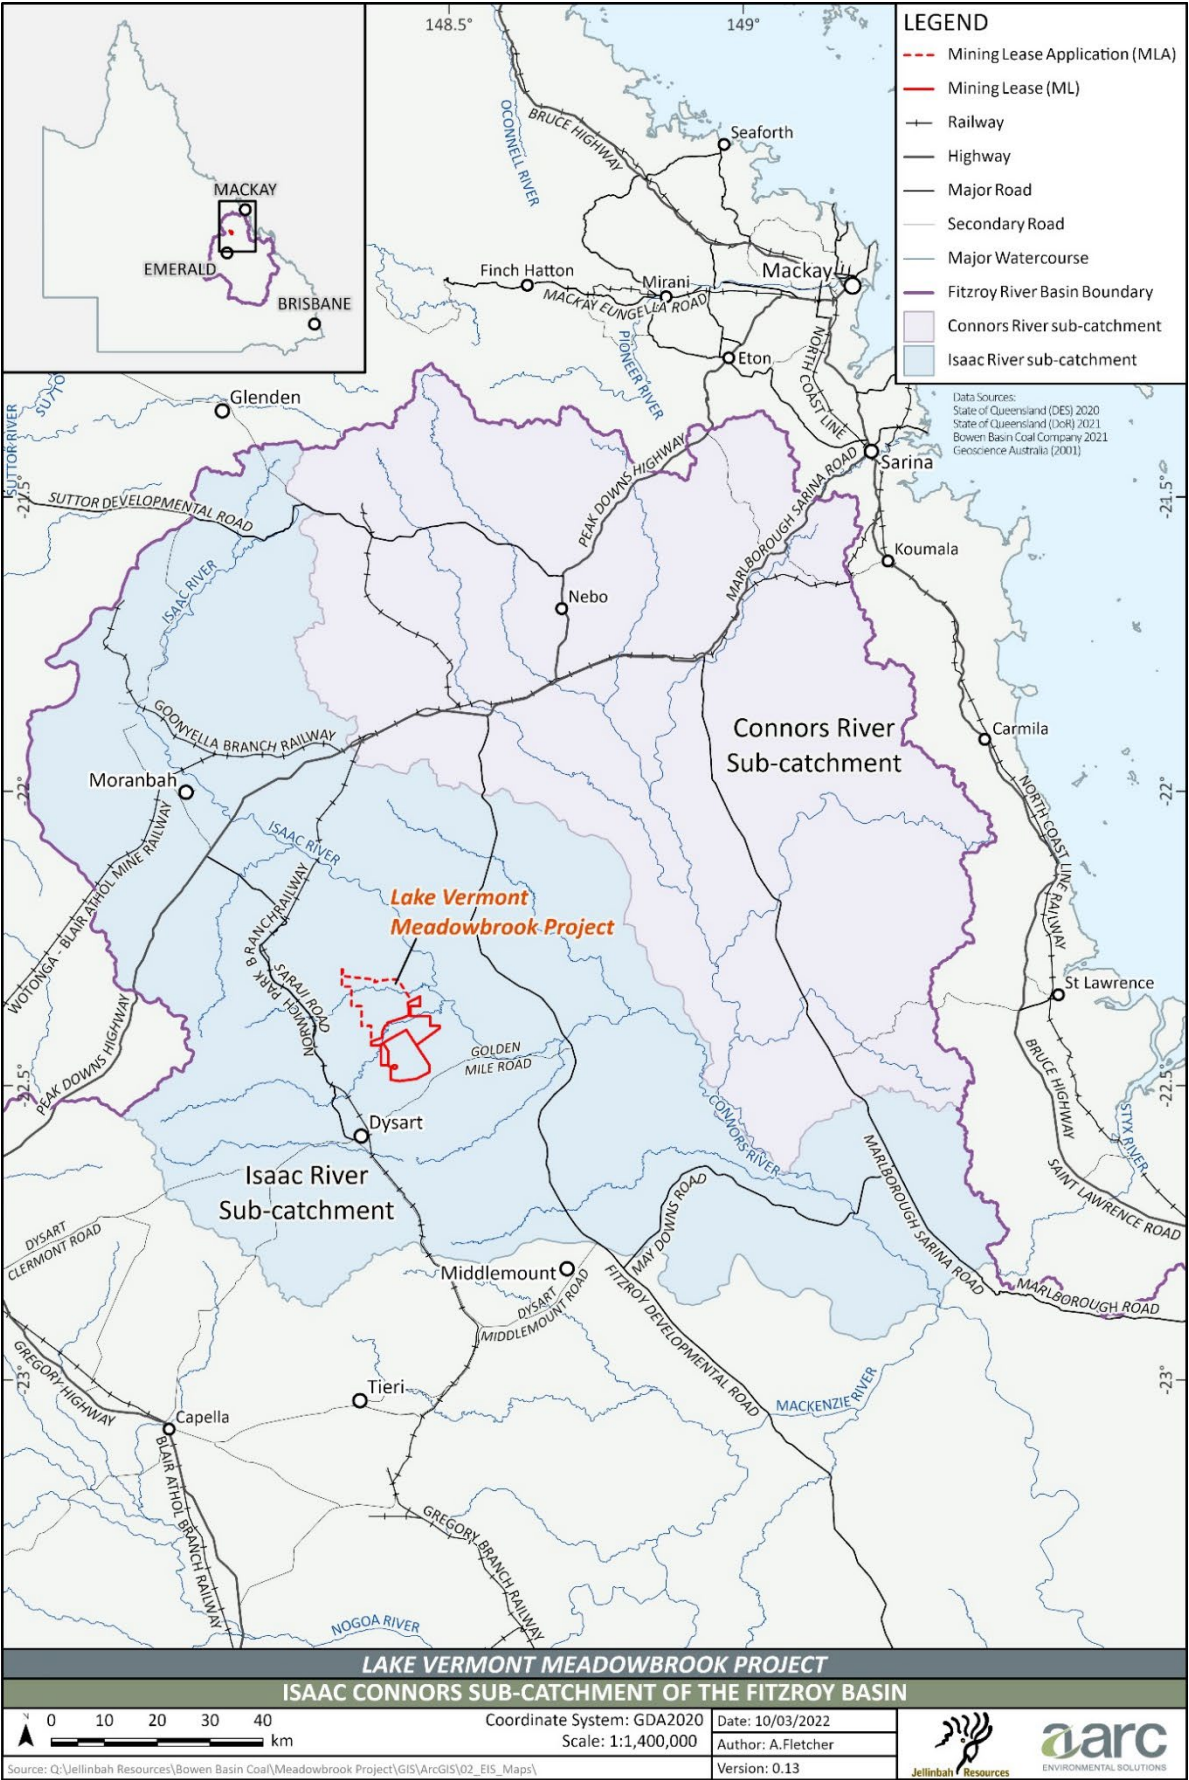 148.5°
149°
LEGEND
Mining Lease Application (MLA)
Mining Lease (ML)
Railway
Highway
Major Road
Secondary Road
Major Watercourse
Fitzroy River Basin Boundary
Connors River sub-catchment
Isaac River sub-catchment
Data Sources:
State of Queensland (DES) 2020
State of Queensland (DoR) 2021
Bowen Basin Coal Company 2021
Geoscience Australia (2001)
MACKAY
EMERALD
BRISBANE
OCONNELL RIVER
BRUCE HIGHWAY
Seaforth
Finch Hatton
Mirani
Mackay
MACKAY EUNGELLA ROAD
PIONEER RIVER
Eton
NORTH COAST LINE
Glenden
SUTTO
SUTTOR RIVER
-21.5°
SUTTOR DEVELOPMENTAL ROAD
PEAK DOWNS HIGHWAY
MARLBOROUGH SARINA ROAD
Sarina
-21.5°
Koumala
ISAAC RIVER
Nebo
GOONYELLA BRANCH RAILWAY
Connors River
Sub-catchment
Carmila
Moranbah
-22°
-22°
NORTH COAST LINE RAILWAY
ISAAC RIVER
WOTONGA - BLAIR ATHOL MINE RAILWAY
NORWICH PARK BRANCH RAILWAY
SARAJI ROAD
Lake Vermont
Meadowbrook Project
St Lawrence
PEAK DOWNS HIGHWAY
GOLDEN
MILE ROAD
BRUCE HIGHWAY
-22.5°
-22.5°
Dysart
CONNORS RIVER
STYX RIVER
Isaac River
Sub-catchment
MARLBOROUGH SARINA ROAD
SAINT LAWRENCE ROAD
DYSART
CLERMONT ROAD
MAY DOWNS ROAD
Middlemount
DYSART
MIDDLEMOUNT ROAD
FITZROY DEVELOPMENTAL ROAD
MARLBOROUGH ROAD
GREGORY HIGHWAY
-23°
-23°
Tieri
MACKENZIE RIVER
Capella
BLAIR ATHOL BRANCH RAILWAY
GREGORY BRANCH RAILWAY
NOGOA RIVER
LAKE VERMONT MEADOWBROOK PROJECT
ISAAC CONNORS SUB-CATCHMENT OF THE FITZROY BASIN
N
0 10 20 30 40
km
Coordinate System: GDA2020
Scale: 1:1,400,000
Date: 10/03/2022
Author: A.Fletcher
Version: 0.13
Source: Q:\Jellinbah Resources\Bowen Basin Coal\Meadowbrook Project\GIS\ArcGIS\02_EIS_Maps\
Jellinbah Resources
aarc
ENVIRONMENTAL SOLUTIONS